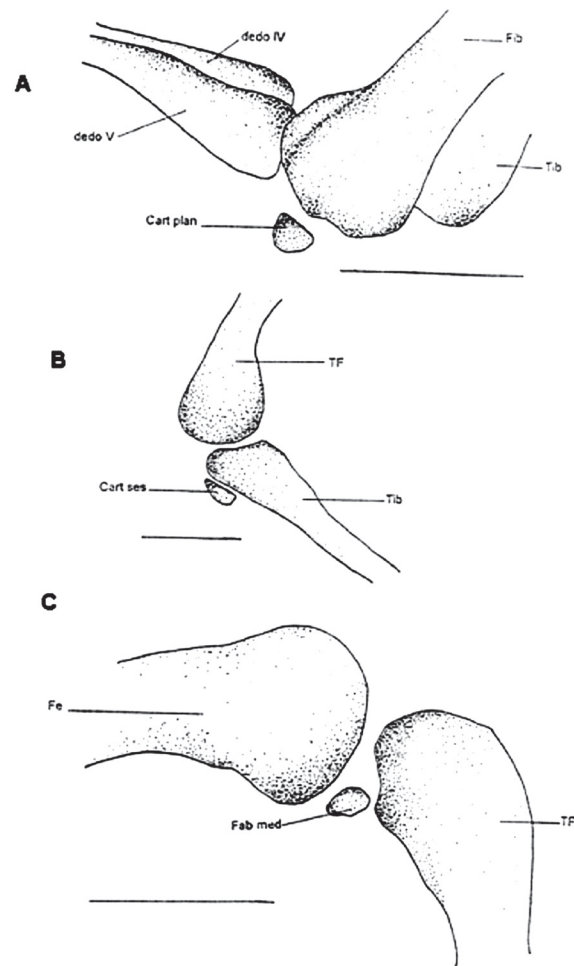 A
dedo IV
Fib
dedo V
Tib
Cart plan
B
TF
Cart ses
Tib
C
Fe
Fab med
TF